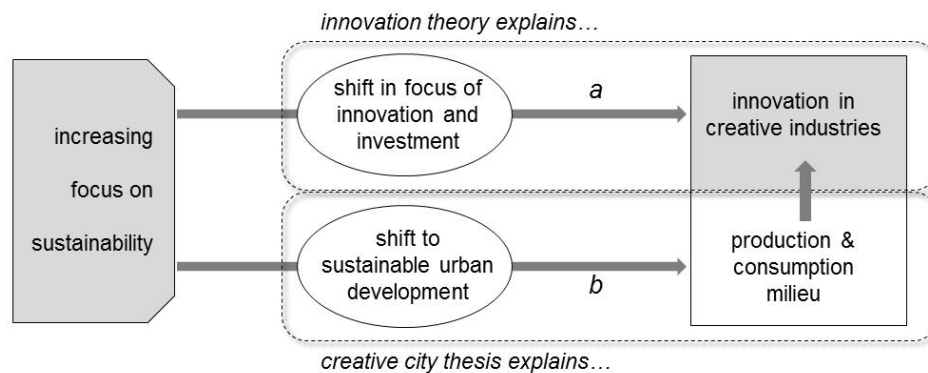 innovation theory explains…
increasing
focus on
sustainability
shift in focus of
innovation and
investment
a
innovation in
creative industries
shift to
sustainable urban
development
b
production &
consumption
milieu
creative city thesis explains…